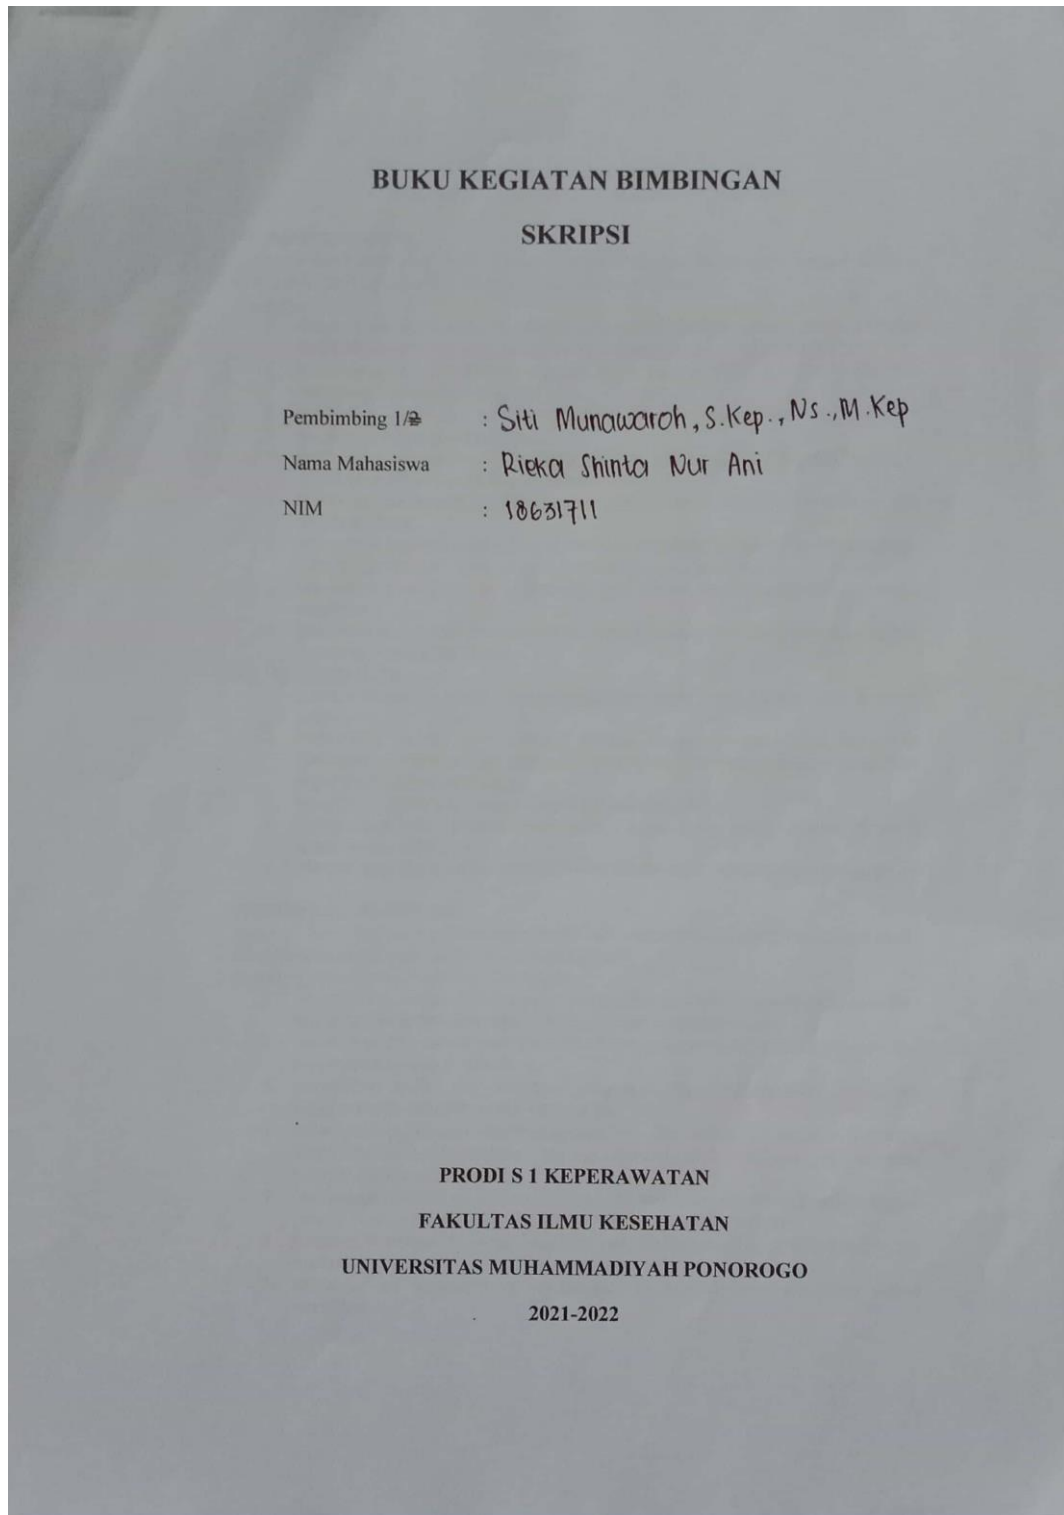 BUKU KEGIATAN BIMBINGAN
SKRIPSI
Pembimbing 1/2 : Siti Munawaroh, S.Kep., Ns., M.Kep
Nama Mahasiswa : Rieka Shinta Nur Ani
NIM : 18631711
PRODI S 1 KEPERAWATAN
FAKULTAS ILMU KESEHATAN
UNIVERSITAS MUHAMMADIYAH PONOROGO
2021-2022